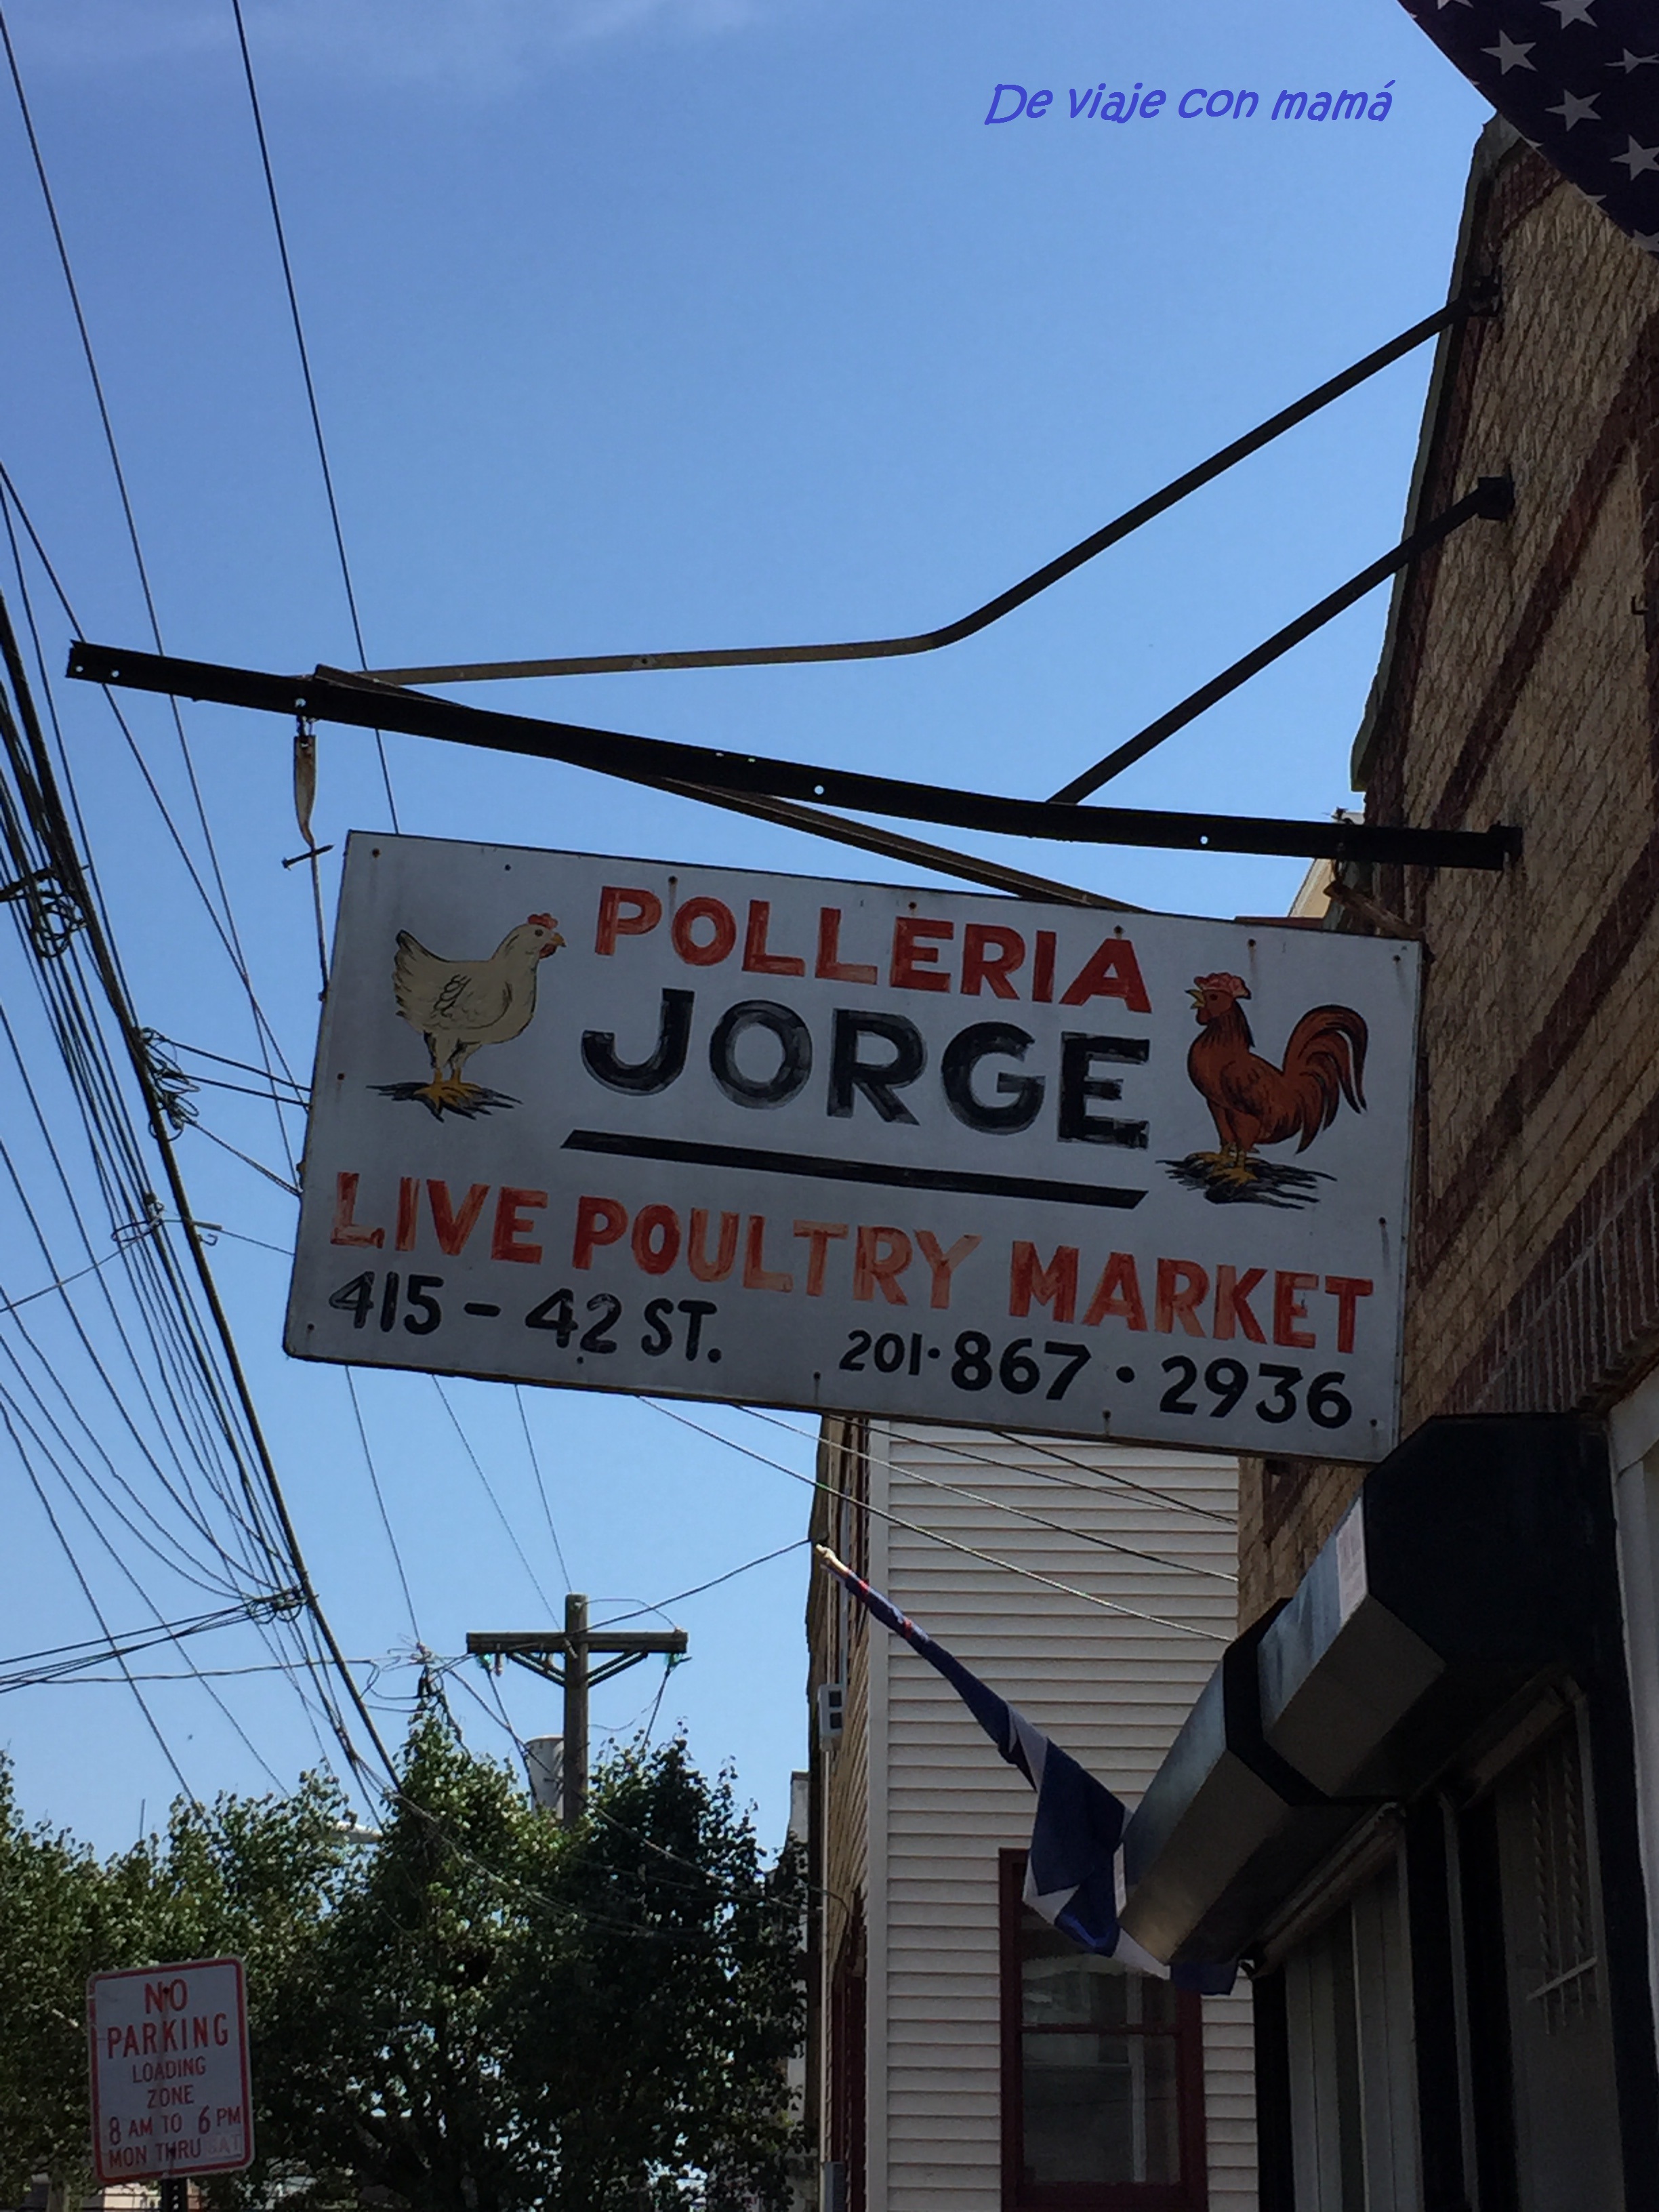 De viaje con mamá
POLLERIA
JORGE
LIVE POULTRY MARKET
415 - 42 ST. 201·867·2936
NO
PARKING
LOADING
ZONE
8 AM TO 6 PM
MON THRU SAT